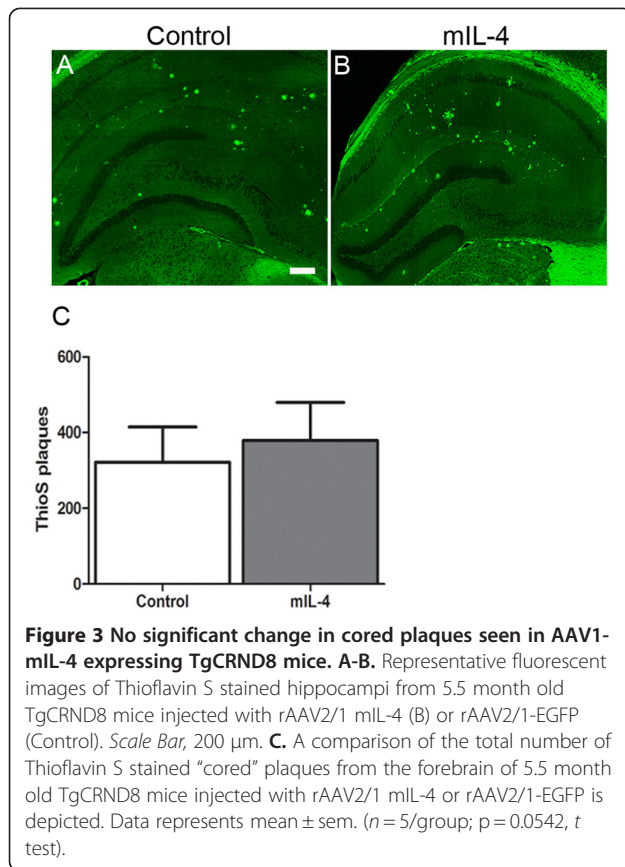 Control mIL-4
A B
C
600
400
200
0
ThioS plaques
Control mIL-4
Figure 3 No significant change in cored plaques seen in AAV1-
mIL-4 expressing TgCRND8 mice. A-B. Representative fluorescent
images of Thioflavin S stained hippocampi from 5.5 month old
TgCRND8 mice injected with rAAV2/1 mIL-4 (B) or rAAV2/1-EGFP
(Control). Scale Bar, 200 μm. C. A comparison of the total number of
Thioflavin S stained “cored” plaques from the forebrain of 5.5 month
old TgCRND8 mice injected with rAAV2/1 mIL-4 or rAAV2/1-EGFP is
depicted. Data represents mean ± sem. (n = 5/group; p = 0.0542, t
test).